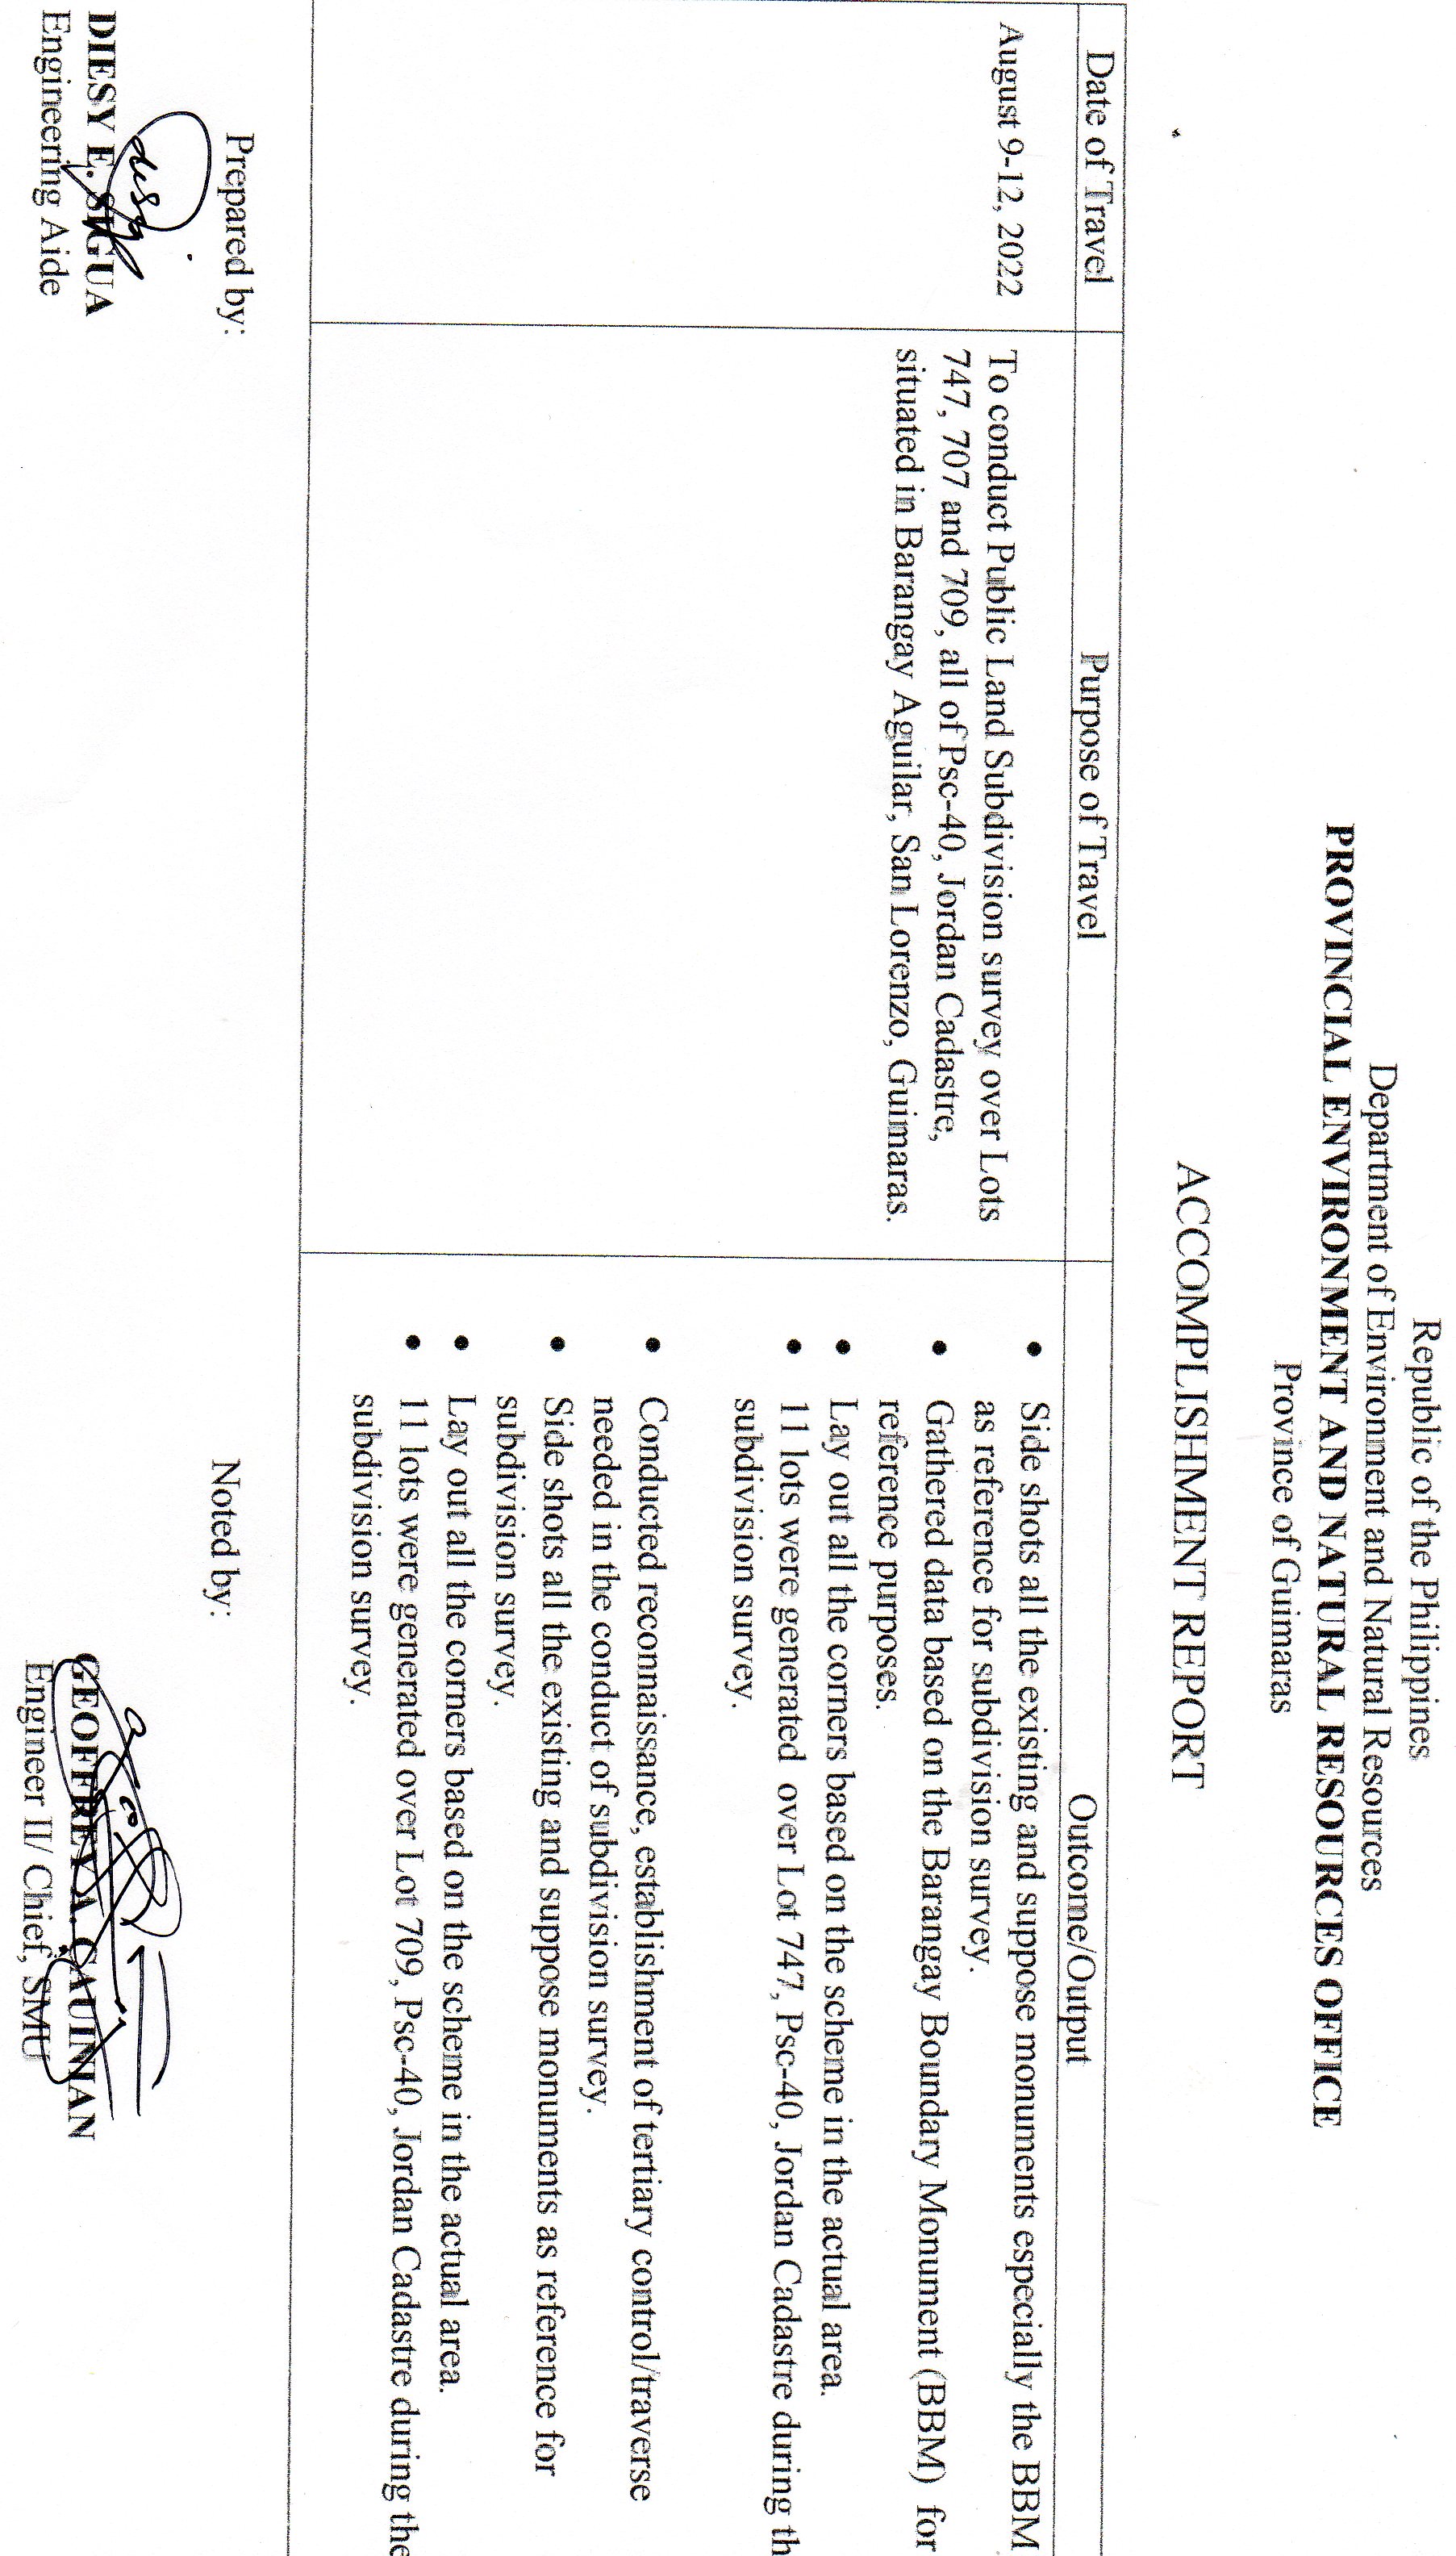 Republic of the Philippines
Department of Environment and Natural Resources
PROVINCIAL ENVIRONMENT AND NATURAL RESOURCES OFFICE
Province of Guimaras
ACCOMPLISHMENT REPORT
Date of Travel
Purpose of Travel
Outcome/Output
August 9-12, 2022
To conduct Public Land Subdivision survey over Lots
747, 707 and 709, all of Psc-40, Jordan Cadastre,
situated in Barangay Aguilar, San Lorenzo, Guimaras.
• Side shots all the existing and suppose monuments especially the BBM
as reference for subdivision survey.
• Gathered data based on the Barangay Boundary Monument (BBM) for
reference purposes.
• Lay out all the corners based on the scheme in the actual area.
• 11 lots were generated over Lot 747, Psc-40, Jordan Cadastre during th
subdivision survey.
• Conducted reconnaissance, establishment of tertiary control/traverse
needed in the conduct of subdivision survey.
• Side shots all the existing and suppose monuments as reference for
subdivision survey.
• Lay out all the corners based on the scheme in the actual area.
• 11 lots were generated over Lot 709, Psc-40, Jordan Cadastre during the
subdivision survey.
Prepared by:
DIESY E. SIGUA
Engineering Aide
Noted by:
GEOFFREY A. CAUINIAN
Engineer II/ Chief, SMU